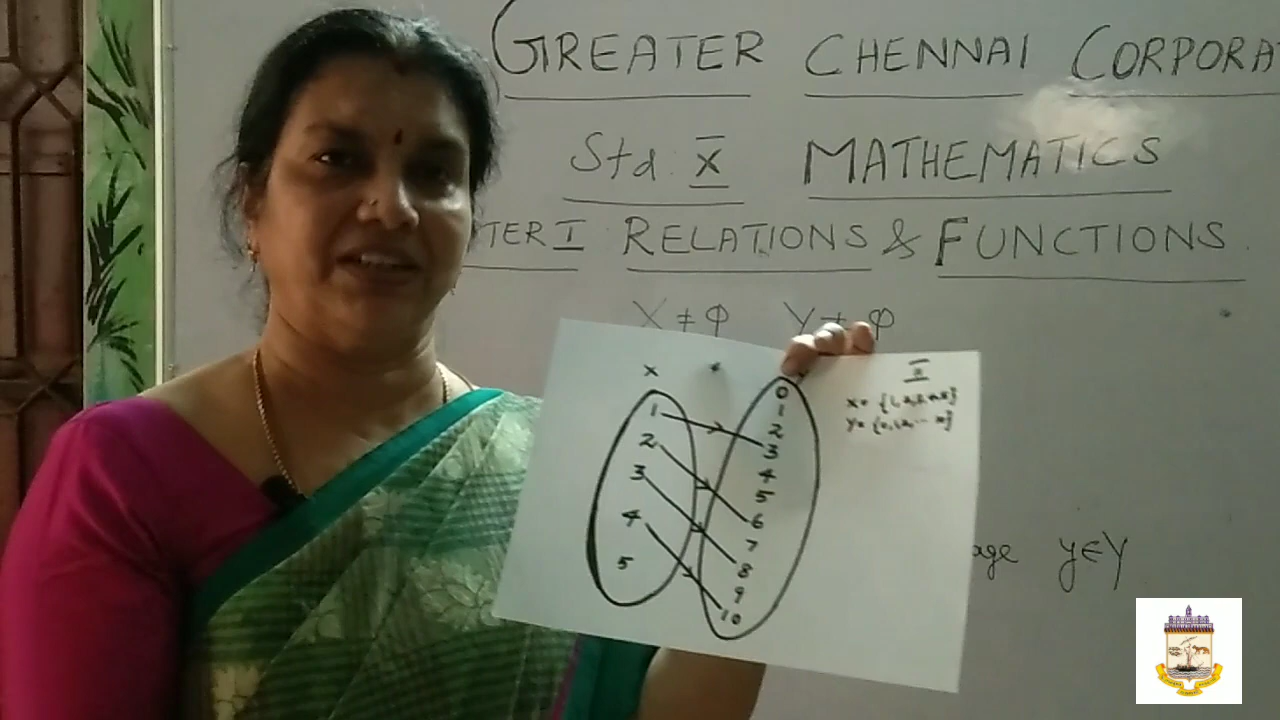 GREATER CHENNAI CORPORA
Std X MATHEMATICS
TER I RELATIONS & FUNCTIONS
X ≠ φ Y ≠ φ
X
II
1
2
3
4
5
0
1
2
3
4
5
6
7
8
9
10
age y∈Y